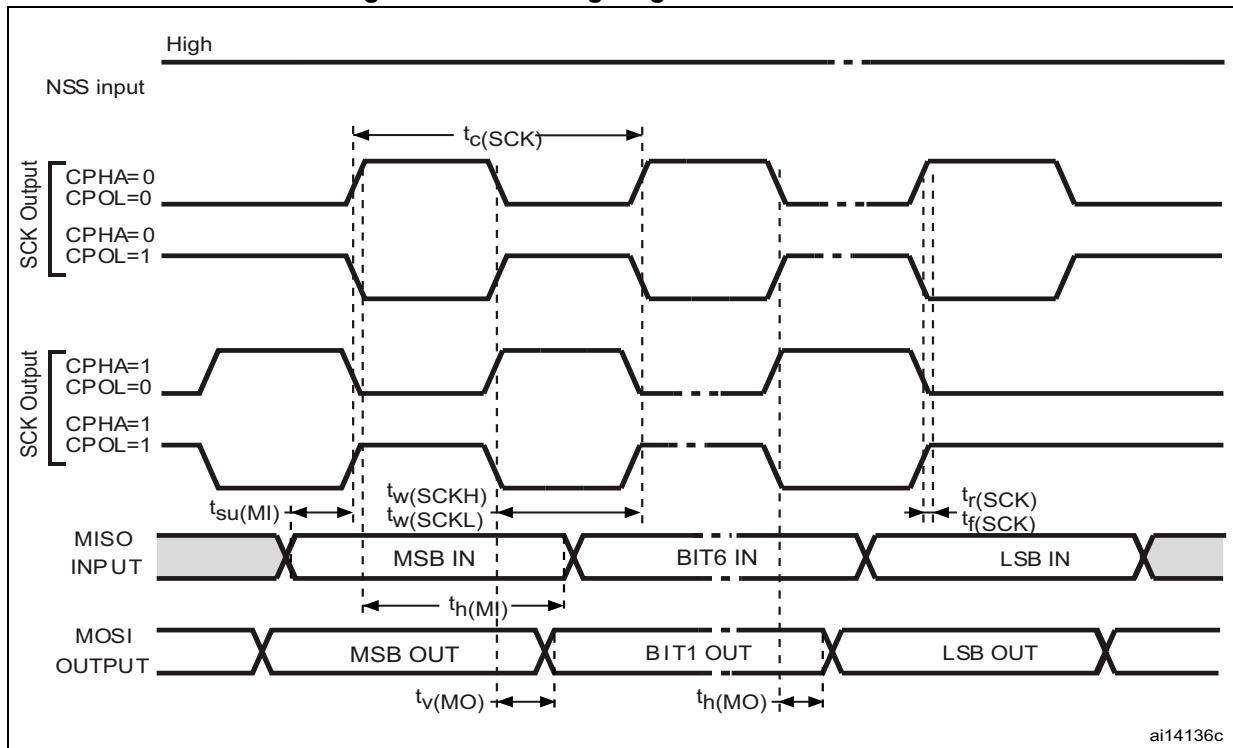 High
NSS input
tc(SCK)
SCK Output
CPHA=0
CPOL=0
CPHA=0
CPOL=1
SCK Output
CPHA=1
CPOL=0
CPHA=1
CPOL=1
tsu(MI)
tw(SCKH)
tw(SCKL)
tr(SCK)
tf(SCK)
MISO
INPUT
MSB IN
BIT6 IN
LSB IN
th(MI)
MOSI
OUTPUT
MSB OUT
BIT1 OUT
LSB OUT
tv(MO)
th(MO)
ai14136c